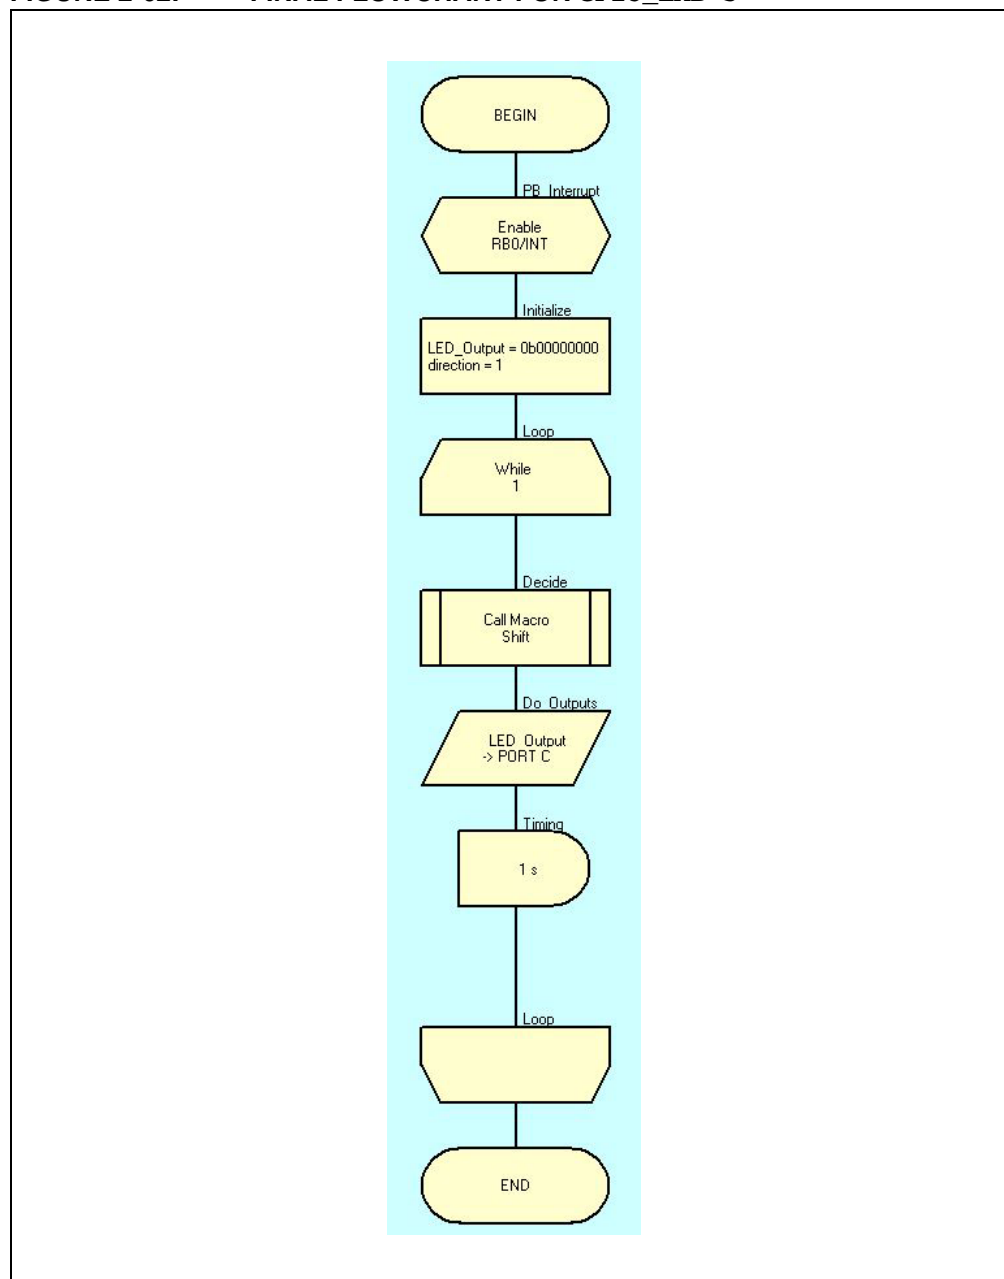 BEGIN
PB_Interrupt
Enable
RB0/INT
Initialize
LED_Output = 0b00000000
direction = 1
Loop
While
1
Decide
Call Macro
Shift
Do_Outputs
LED_Output
-> PORT C
Timing
1 s
Loop
END